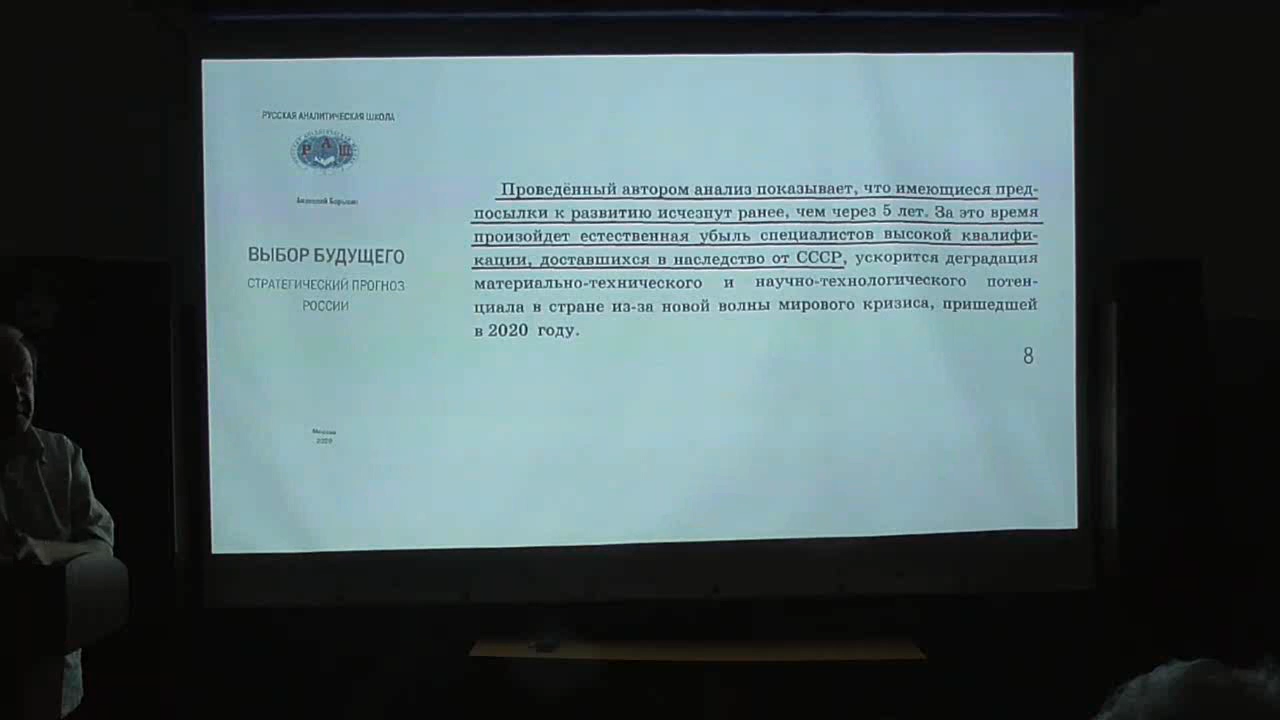 РУССКАЯ АНАЛИТИЧЕСКАЯ ШКОЛА
РАШ
ВЫБОР БУДУЩЕГО
СТРАТЕГИЧЕСКИЙ ПРОГНОЗ
РОССИИ
Москва
2020
Проведённый автором анализ показывает, что имеющиеся пред-
посылки к развитию исчезнут ранее, чем через 5 лет. За это время
произойдет естественная убыль специалистов высокой квалифи-
кации, доставшихся в наследство от СССР, ускорится деградация
материально-технического и научно-технологического потен-
циала в стране из-за новой волны мирового кризиса, пришедшей
в 2020 году.
8